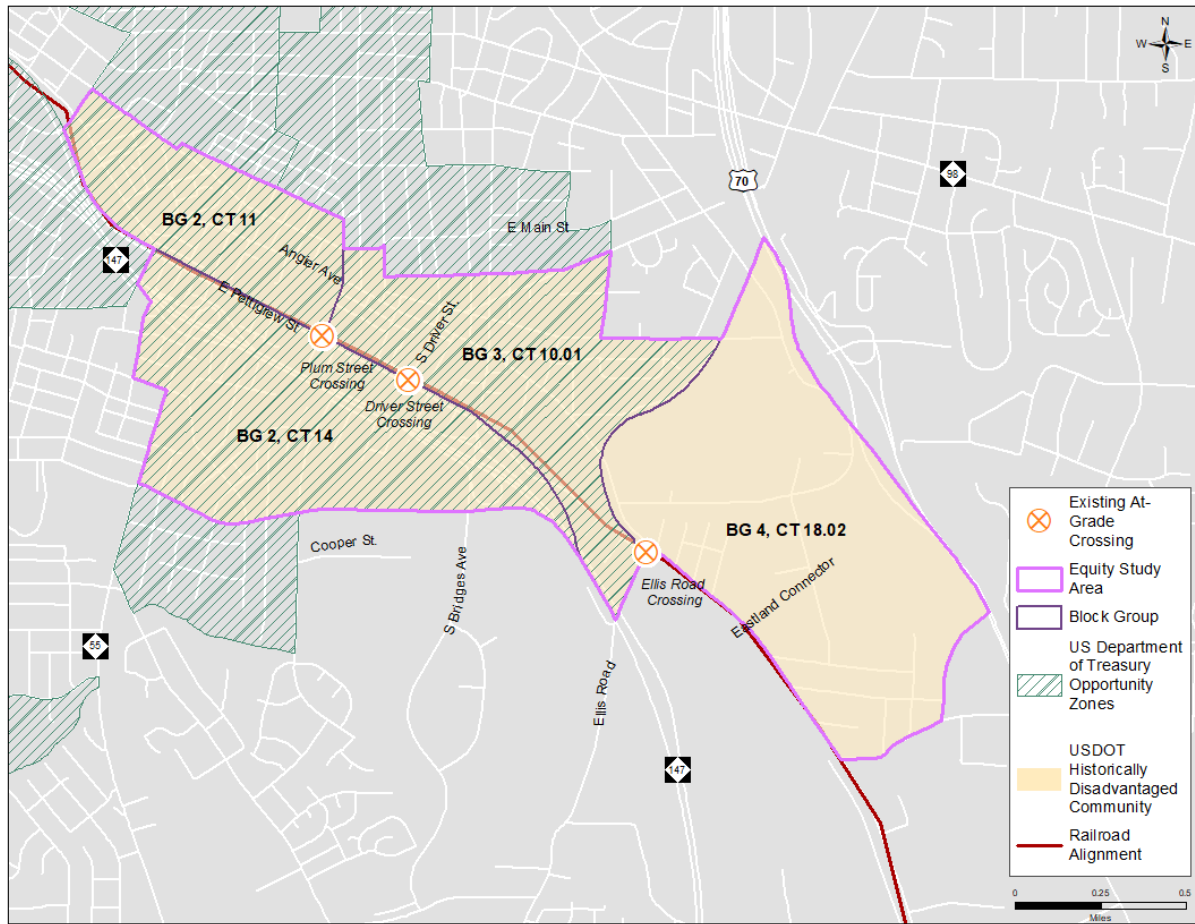 N
W E
S
98
70
BG 2, CT 11
E Main St
147
Angier Ave
E Pettigrew St
S Driver St.
BG 3, CT 10.01
Plum Street
Crossing
Driver Street
Crossing
BG 2, CT 14
BG 4, CT 18.02
Cooper St.
S Bridges Ave
Ellis Road
Crossing
Eastland Connector
55
Ellis Road
147
Existing At-
Grade
Crossing
Equity Study
Area
Block Group
US Department
of Treasury
Opportunity
Zones
USDOT
Historically
Disadvantaged
Community
Railroad
Alignment
0 0.25 0.5
Miles